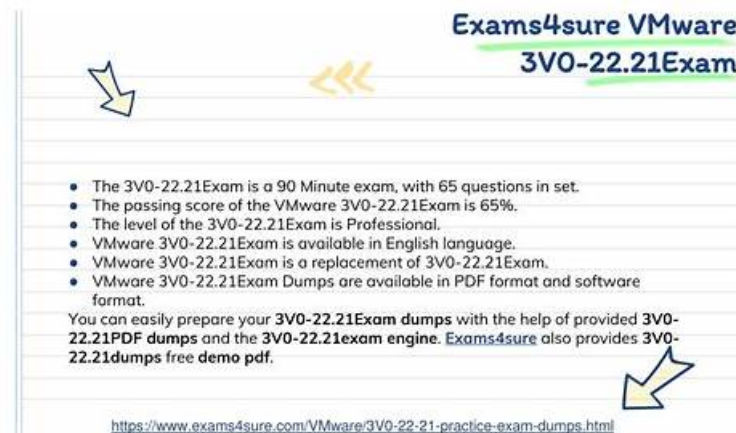 Exams4sure VMware
3V0-22.21Exam
• The 3V0-22.21Exam is a 90 Minute exam, with 65 questions in set.
• The passing score of the VMware 3V0-22.21Exam is 65%.
• The level of the 3V0-22.21Exam is Professional.
• VMware 3V0-22.21Exam is available in English language.
• VMware 3V0-22.21Exam is a replacement of 3V0-22.21Exam.
• VMware 3V0-22.21Exam Dumps are available in PDF format and software
format.
You can easily prepare your 3V0-22.21Exam dumps with the help of provided 3V0-
22.21PDF dumps and the 3V0-22.21exam engine. Exams4sure also provides 3V0-
22.21dumps free demo pdf.
https://www.exams4sure.com/VMware/3V0-22-21-practice-exam-dumps.html